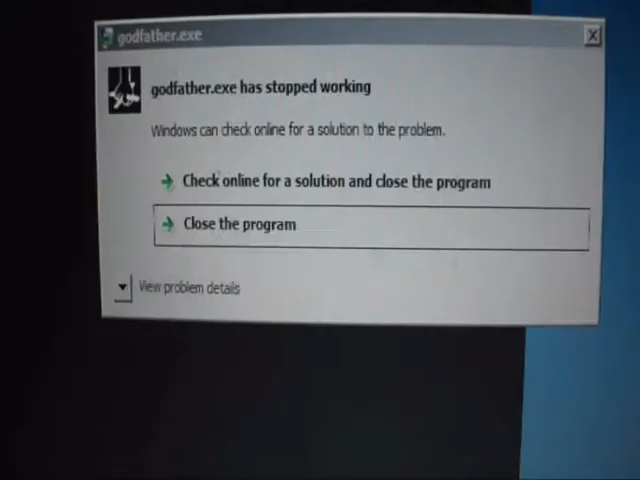 godfather.exe
godfather.exe has stopped working
Windows can check online for a solution to the problem.
Check online for a solution and close the program
Close the program
View problem details